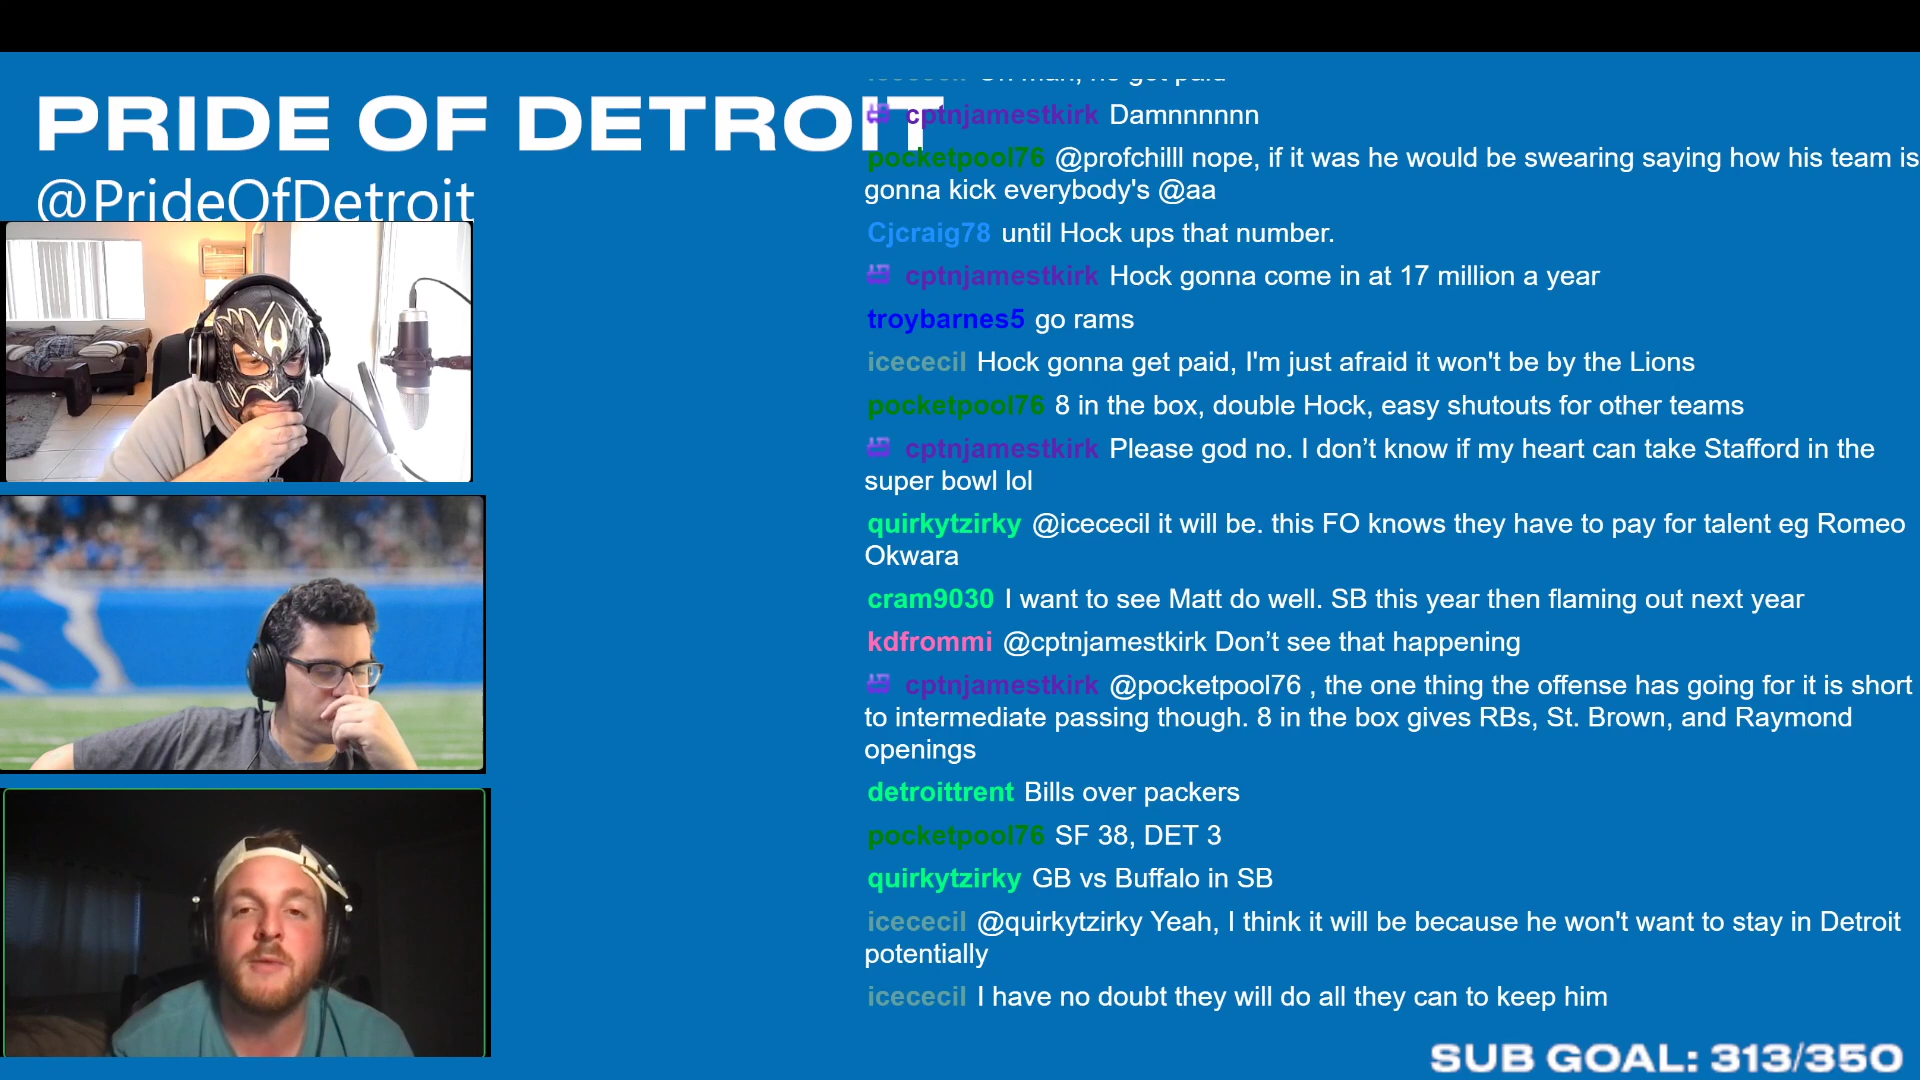 PRIDE OF DETROIT
@PrideOfDetroit
cptnjamestkirk Damnnnnnn
pocketpool76 @profchilll nope, if it was he would be swearing saying how his team is
gonna kick everybody's @aa
Cjcraig78 until Hock ups that number.
cptnjamestkirk Hock gonna come in at 17 million a year
troybarnes5 go rams
icececil Hock gonna get paid, I'm just afraid it won't be by the Lions
pocketpool76 8 in the box, double Hock, easy shutouts for other teams
cptnjamestkirk Please god no. I don’t know if my heart can take Stafford in the
super bowl lol
quirkytzirky @icececil it will be. this FO knows they have to pay for talent eg Romeo
Okwara
cram9030 I want to see Matt do well. SB this year then flaming out next year
kdfrommi @cptnjamestkirk Don’t see that happening
cptnjamestkirk @pocketpool76 , the one thing the offense has going for it is short
to intermediate passing though. 8 in the box gives RBs, St. Brown, and Raymond
openings
detroittrent Bills over packers
pocketpool76 SF 38, DET 3
quirkytzirky GB vs Buffalo in SB
icececil @quirkytzirky Yeah, I think it will be because he won't want to stay in Detroit
potentially
icececil I have no doubt they will do all they can to keep him
SUB GOAL: 313/350